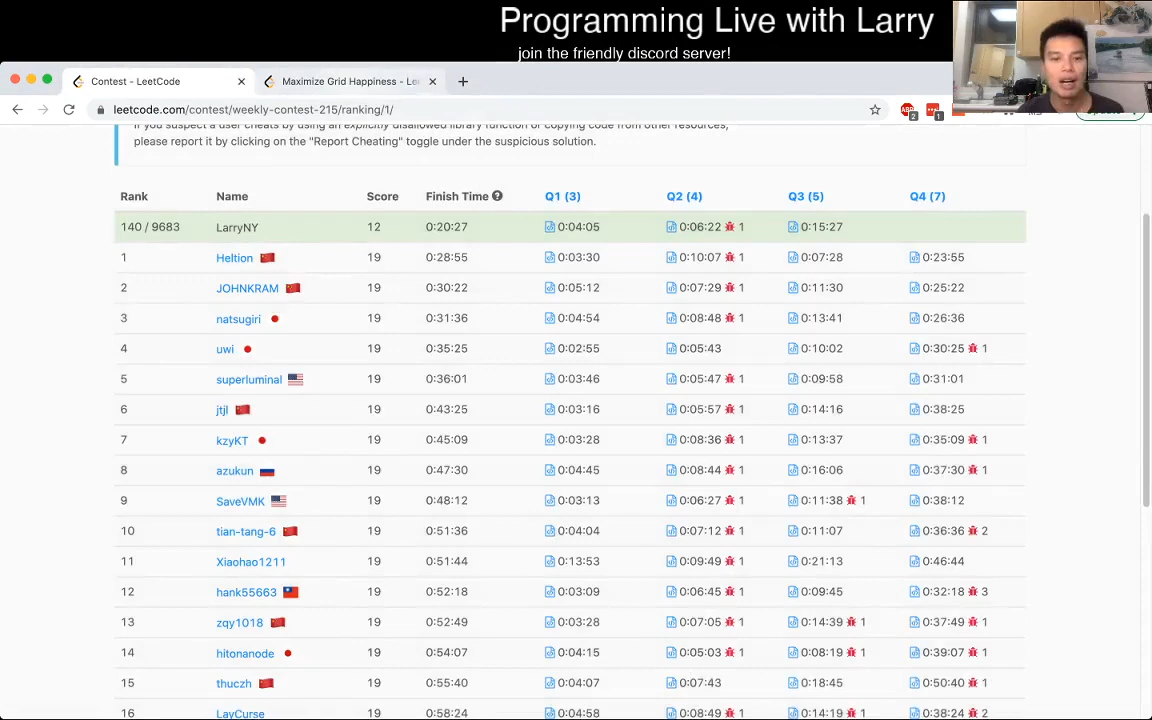 Programming Live with Larry
join the friendly discord server!
Contest - LeetCode
Maximize Grid Happiness - Le
leetcode.com/contest/weekly-contest-215/ranking/1/
ABP 2 1
If you suspect a user cheats by using an explicitly disallowed library function or copying code from other resources,
please report it by clicking on the "Report Cheating" toggle under the suspicious solution.
Rank Name Score Finish Time Q1 (3) Q2 (4) Q3 (5) Q4 (7)
140 / 9683 LarryNY 12 0:20:27 0:04:05 0:06:22 1 0:15:27
1 Heltion 19 0:28:55 0:03:30 0:10:07 1 0:07:28 0:23:55
2 JOHNKRAM 19 0:30:22 0:05:12 0:07:29 1 0:11:30 0:25:22
3 natsugiri 19 0:31:36 0:04:54 0:08:48 1 0:13:41 0:26:36
4 uwi 19 0:35:25 0:02:55 0:05:43 0:10:02 0:30:25 1
5 superluminal 19 0:36:01 0:03:46 0:05:47 1 0:09:58 0:31:01
6 jtjl 19 0:43:25 0:03:16 0:05:57 1 0:14:16 0:38:25
7 kzyKT 19 0:45:09 0:03:28 0:08:36 1 0:13:37 0:35:09 1
8 azukun 19 0:47:30 0:04:45 0:08:44 1 0:16:06 0:37:30 1
9 SaveVMK 19 0:48:12 0:03:13 0:06:27 1 0:11:38 1 0:38:12
10 tian-tang-6 19 0:51:36 0:04:04 0:07:12 1 0:11:07 0:36:36 2
11 Xiaohao1211 19 0:51:44 0:13:53 0:09:49 1 0:21:13 0:46:44
12 hank55663 19 0:52:18 0:03:09 0:06:45 1 0:09:45 0:32:18 3
13 zqy1018 19 0:52:49 0:03:28 0:07:05 1 0:14:39 1 0:37:49 1
14 hitonanode 19 0:54:07 0:04:15 0:05:03 1 0:08:19 1 0:39:07 1
15 thuczh 19 0:55:40 0:04:07 0:07:43 0:18:45 0:50:40 1
16 LayCurse 19 0:58:24 0:04:58 0:08:49 1 0:14:19 1 0:38:24 2